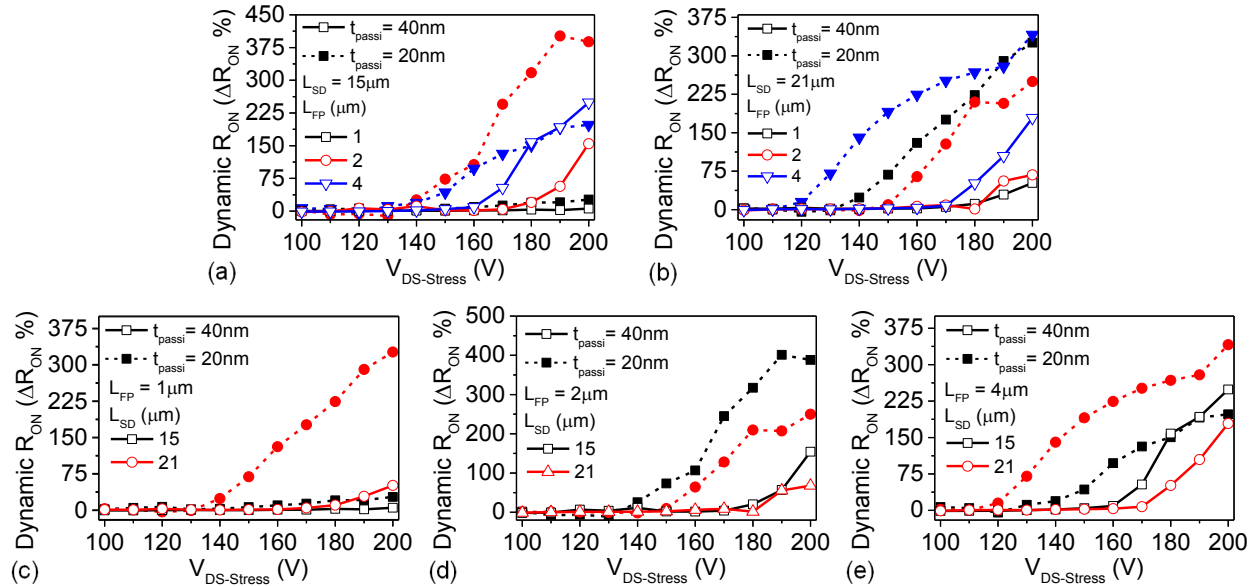 Dynamic R_ON (ΔR_ON %)
450
375
300
225
150
75
0
t_passi = 40nm
t_passi = 20nm
L_SD = 15μm
L_FP (μm)
1
2
4
100 120 140 160 180 200
V_DS-Stress (V)
(a)
Dynamic R_ON (ΔR_ON %)
375
300
225
150
75
0
t_passi = 40nm
t_passi = 20nm
L_SD = 21μm
L_FP (μm)
1
2
4
100 120 140 160 180 200
V_DS-Stress (V)
(b)
Dynamic R_ON (ΔR_ON %)
375
300
225
150
75
0
t_passi = 40nm
t_passi = 20nm
L_FP = 1μm
L_SD (μm)
15
21
100 120 140 160 180 200
V_DS-Stress (V)
(c)
Dynamic R_ON (ΔR_ON %)
500
400
300
200
100
0
t_passi = 40nm
t_passi = 20nm
L_FP = 2μm
L_SD (μm)
15
21
100 120 140 160 180 200
V_DS-Stress (V)
(d)
Dynamic R_ON (ΔR_ON %)
375
300
225
150
75
0
t_passi = 40nm
t_passi = 20nm
L_FP = 4μm
L_SD (μm)
15
21
100 120 140 160 180 200
V_DS-Stress (V)
(e)